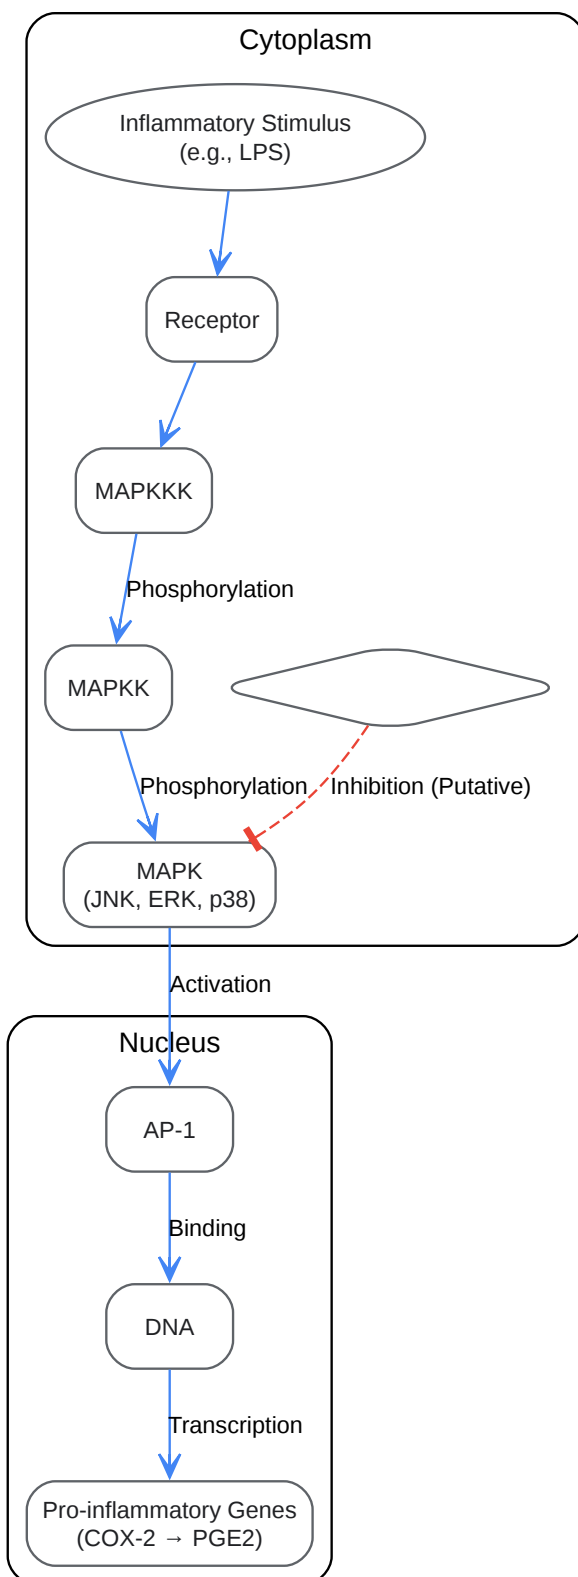 Cytoplasm
Inflammatory Stimulus
(e.g., LPS)
Receptor
MAPKKK
Phosphorylation
MAPKK
Phosphorylation
Inhibition (Putative)
MAPK
(JNK, ERK, p38)
Activation
Nucleus
AP-1
Binding
DNA
Transcription
Pro-inflammatory Genes
(COX-2 → PGE2)